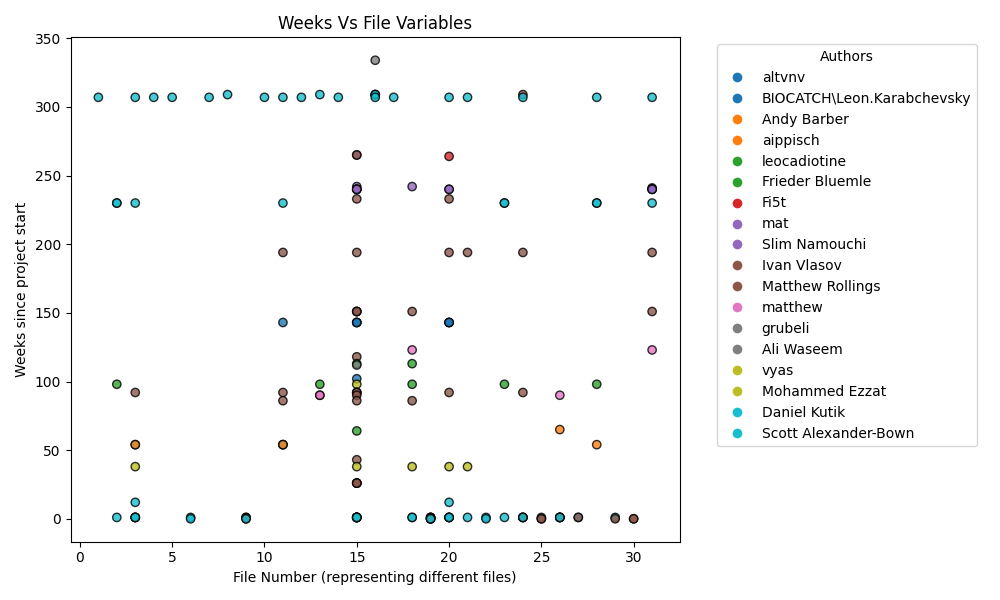 Weeks Vs File Variables
Weeks since project start
350
300
250
200
150
100
50
0
0 5 10 15 20 25 30
File Number (representing different files)
Authors
altvnv
BIOCATCH\Leon.Karabchevsky
Andy Barber
aippisch
leocadiotine
Frieder Bluemle
Fi5t
mat
Slim Namouchi
Ivan Vlasov
Matthew Rollings
matthew
grubeli
Ali Waseem
vyas
Mohammed Ezzat
Daniel Kutik
Scott Alexander-Bown